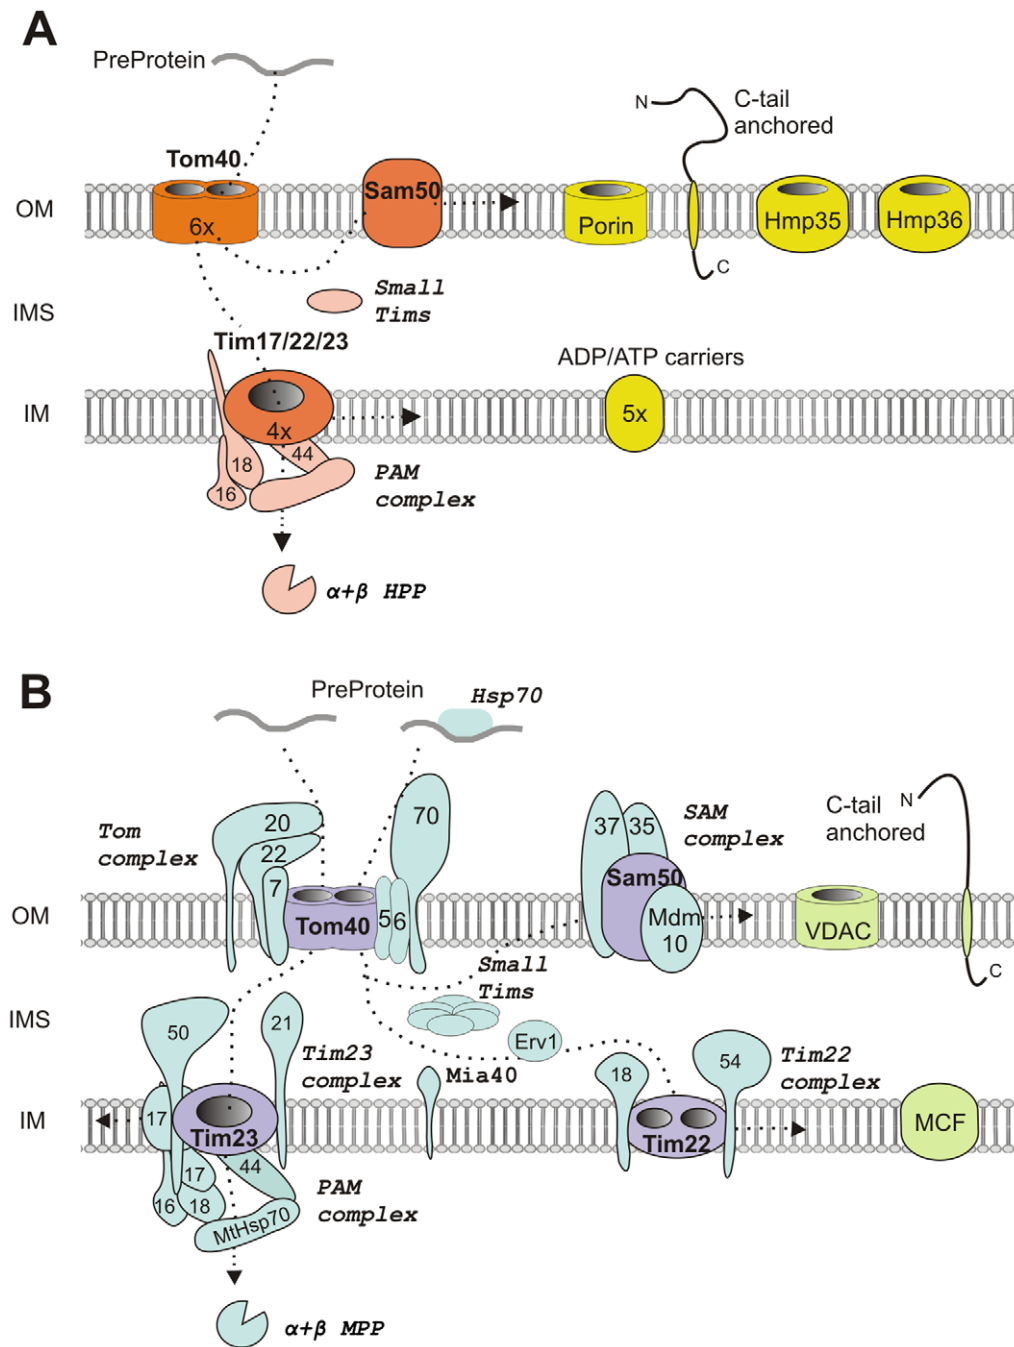 A
PreProtein
N
C-tail
anchored
Tom40
Sam50
OM
6x
Porin
Hmp35
Hmp36
C
Small
Tims
IMS
Tim17/22/23
ADP/ATP carriers
IM
5x
4x
44
18
16
PAM
complex
α+β HPP
B
PreProtein
Hsp70
C-tail
anchored
N
Tom
complex
20
70
37
35
SAM
complex
22
7
Sam50
OM
Tom40
5
6
Mdm
10
VDAC
C
Small
Tims
IMS
50
21
Erv1
Tim23
complex
Mia40
18
54
Tim22
complex
IM
17
Tim23
Tim22
MCF
17
44
16
18
MtHsp70
PAM
complex
α+β MPP